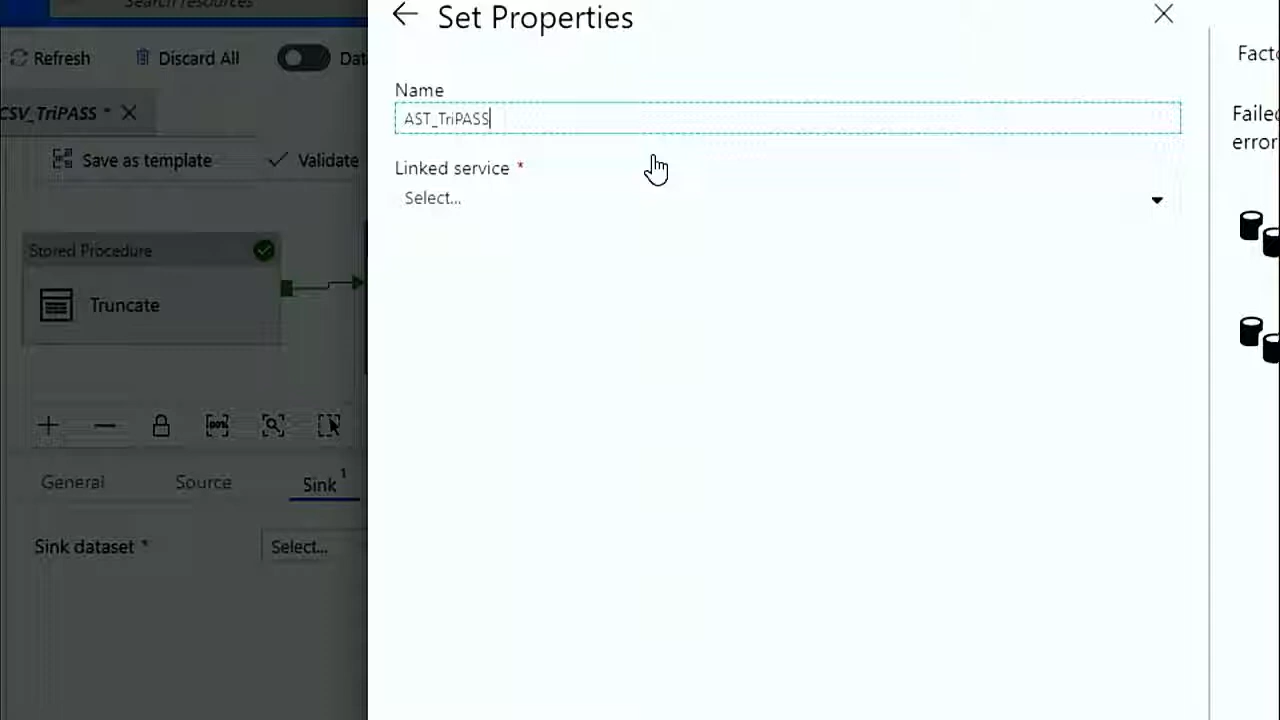 Search resources
Set Properties
Refresh
Discard All
Dat
Facto
CSV_TriPASS *
Name
AST_TriPASS
Failed
error
Save as template
Validate
Linked service *
Select...
Stored Procedure
Truncate
General
Source
Sink 1
Sink dataset *
Select...